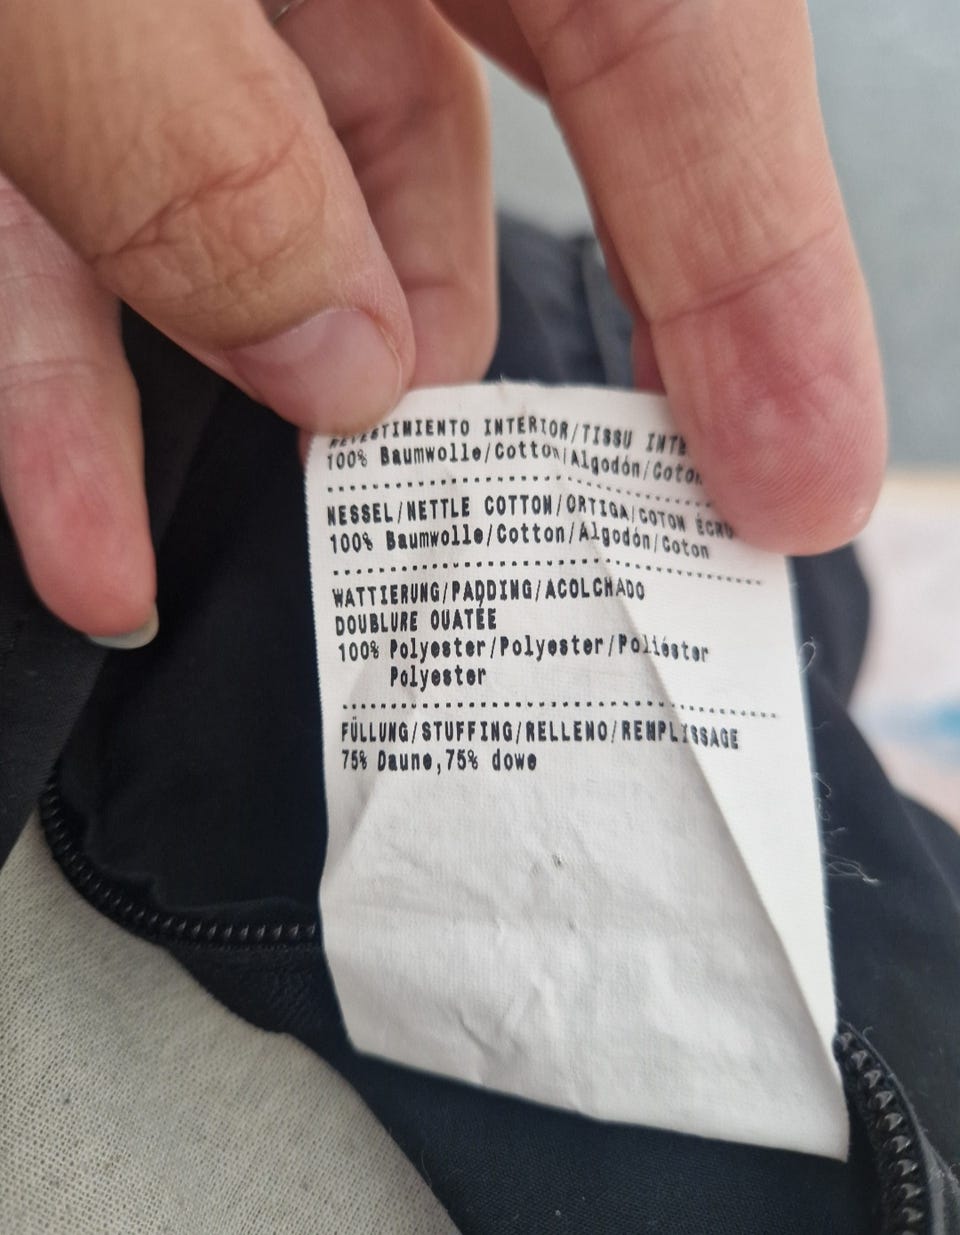 INTERIOR/TISSU
100% Baumwolle/Cotton/Algodón/Coton
NESSEL/NETTLE COTTON/ORTIGA/COTON ÉCRU
100% Baumwolle/Cotton/Algodón/Coton
WATTIERUNG/PADDING/ACOLCHADO
DOUBLURE OUATÉE
100% Polyester/Polyester/Poliéster
Polyester
FÜLLUNG/STUFFING/RELLENO/REMPLISSAGE
75% Daune,75% dowe